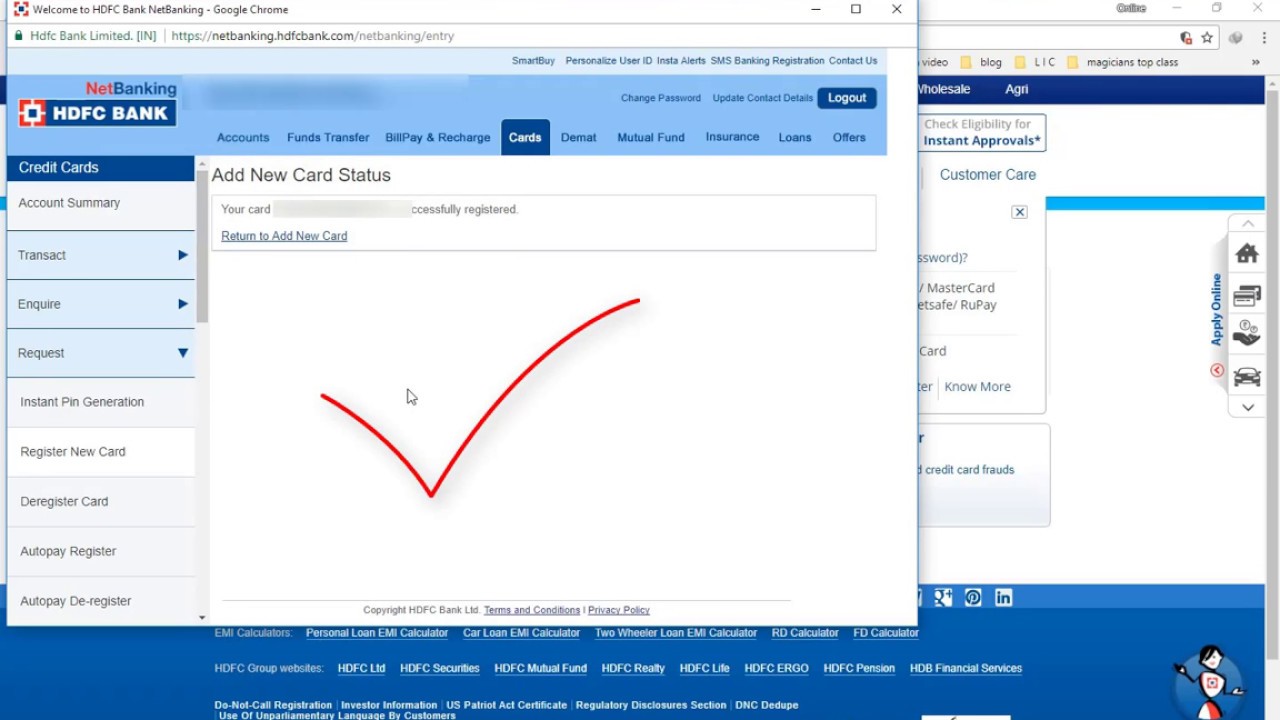 Welcome to HDFC Bank NetBanking - Google Chrome
Online
Hdfc Bank Limited. [IN] https://netbanking.hdfcbank.com/netbanking/entry
video blog L I C magicians top class »
SmartBuy Personalize User ID Insta Alerts SMS Banking Registration Contact Us
NetBanking
HDFC BANK
Change Password Update Contact Details Logout
Accounts Funds Transfer BillPay & Recharge Cards Demat Mutual Fund Insurance Loans Offers
Wholesale Agri
Check Eligibility for
Instant Approvals*
Customer Care
Credit Cards
Account Summary
Transact
Enquire
Request
Instant Pin Generation
Register New Card
Deregister Card
Autopay Register
Autopay De-register
Add New Card Status
Your card ccessfully registered.
Return to Add New Card
ssword)?
/ MasterCard
etsafe/ RuPay
Card
ter Know More
r
d credit card frauds
Apply Online
Copyright HDFC Bank Ltd. Terms and Conditions | Privacy Policy
EMI Calculators: Personal Loan EMI Calculator Car Loan EMI Calculator Two Wheeler Loan EMI Calculator RD Calculator FD Calculator
HDFC Group websites: HDFC Ltd HDFC Securities HDFC Mutual Fund HDFC Realty HDFC Life HDFC ERGO HDFC Pension HDB Financial Services
Do-Not-Call Registration Investor Information US Patriot Act Certificate Regulatory Disclosures Section DNC Dedupe
Use Of Unparliamentary Language By Customers